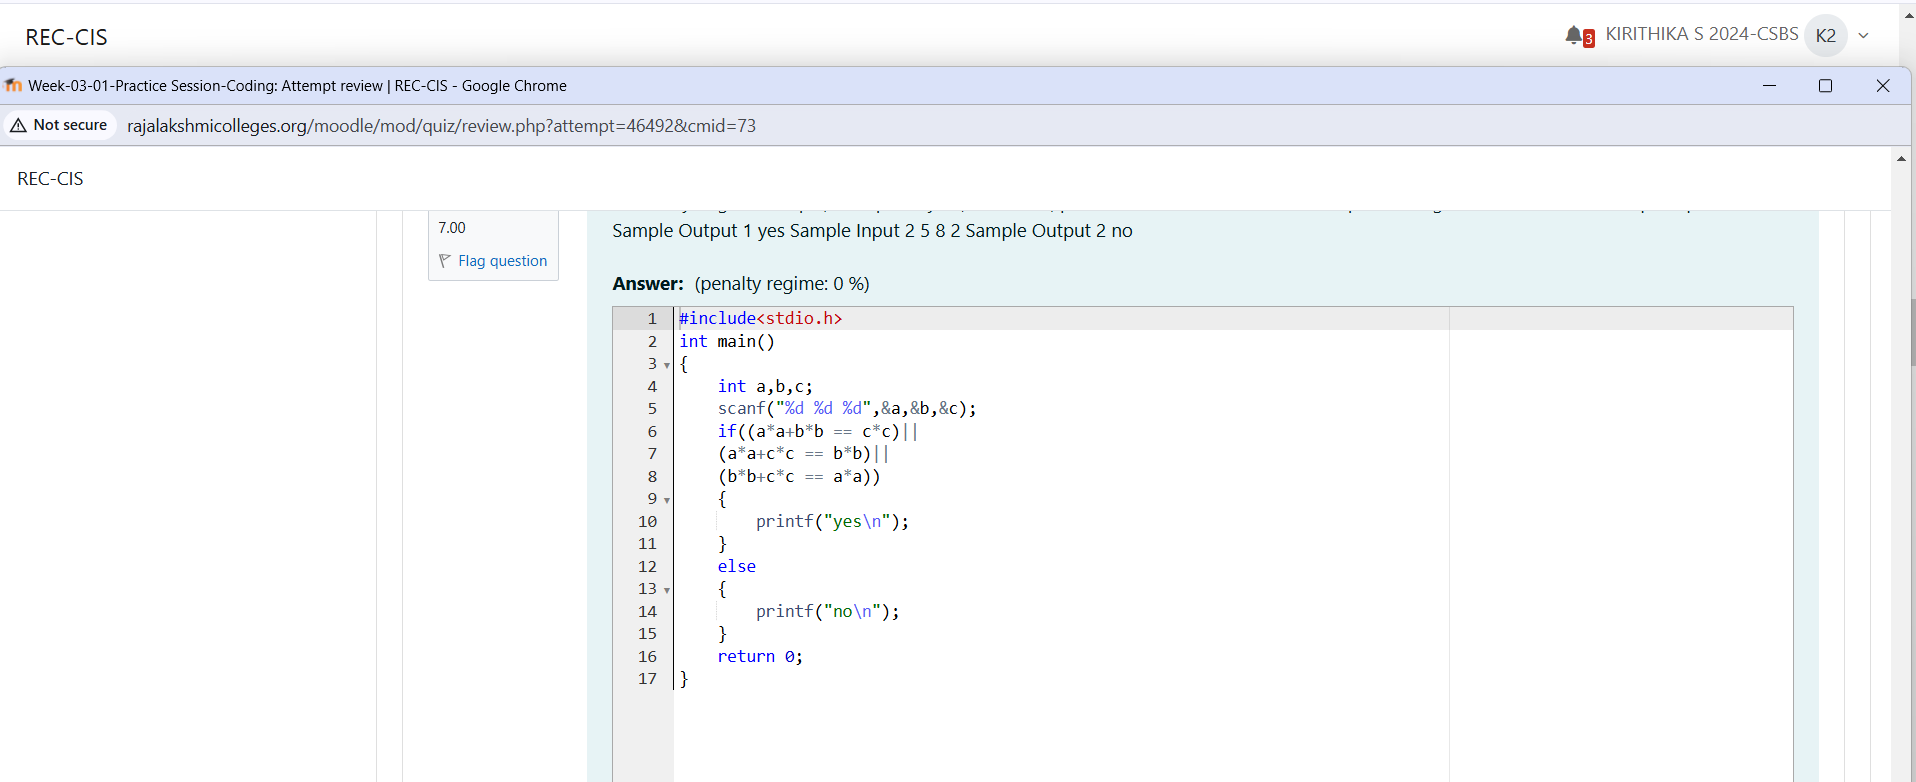 REC-CIS
3 KIRITHIKA S 2024-CSBS K2
Week-03-01-Practice Session-Coding: Attempt review | REC-CIS - Google Chrome
Not secure rajalakshmicolleges.org/moodle/mod/quiz/review.php?attempt=46492&cmid=73
REC-CIS
7.00
Flag question
Sample Output 1 yes Sample Input 2 5 8 2 Sample Output 2 no
Answer: (penalty regime: 0 %)
1 #include<stdio.h>
2 int main()
3 {
4 int a,b,c;
5 scanf("%d %d %d",&a,&b,&c);
6 if((a*a+b*b == c*c)||
7 (a*a+c*c == b*b)||
8 (b*b+c*c == a*a))
9 {
10 printf("yes\n");
11 }
12 else
13 {
14 printf("no\n");
15 }
16 return 0;
17 }